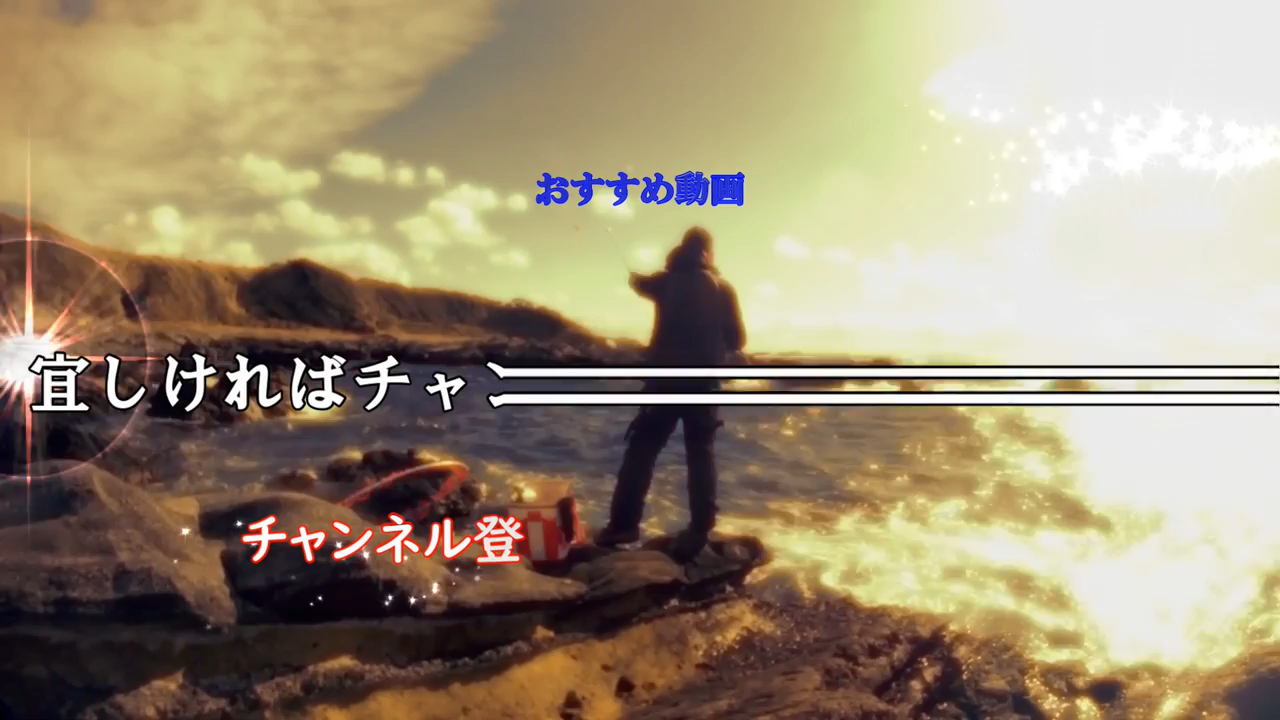 おすすめ動画
宜しければチャン
チャンネル登